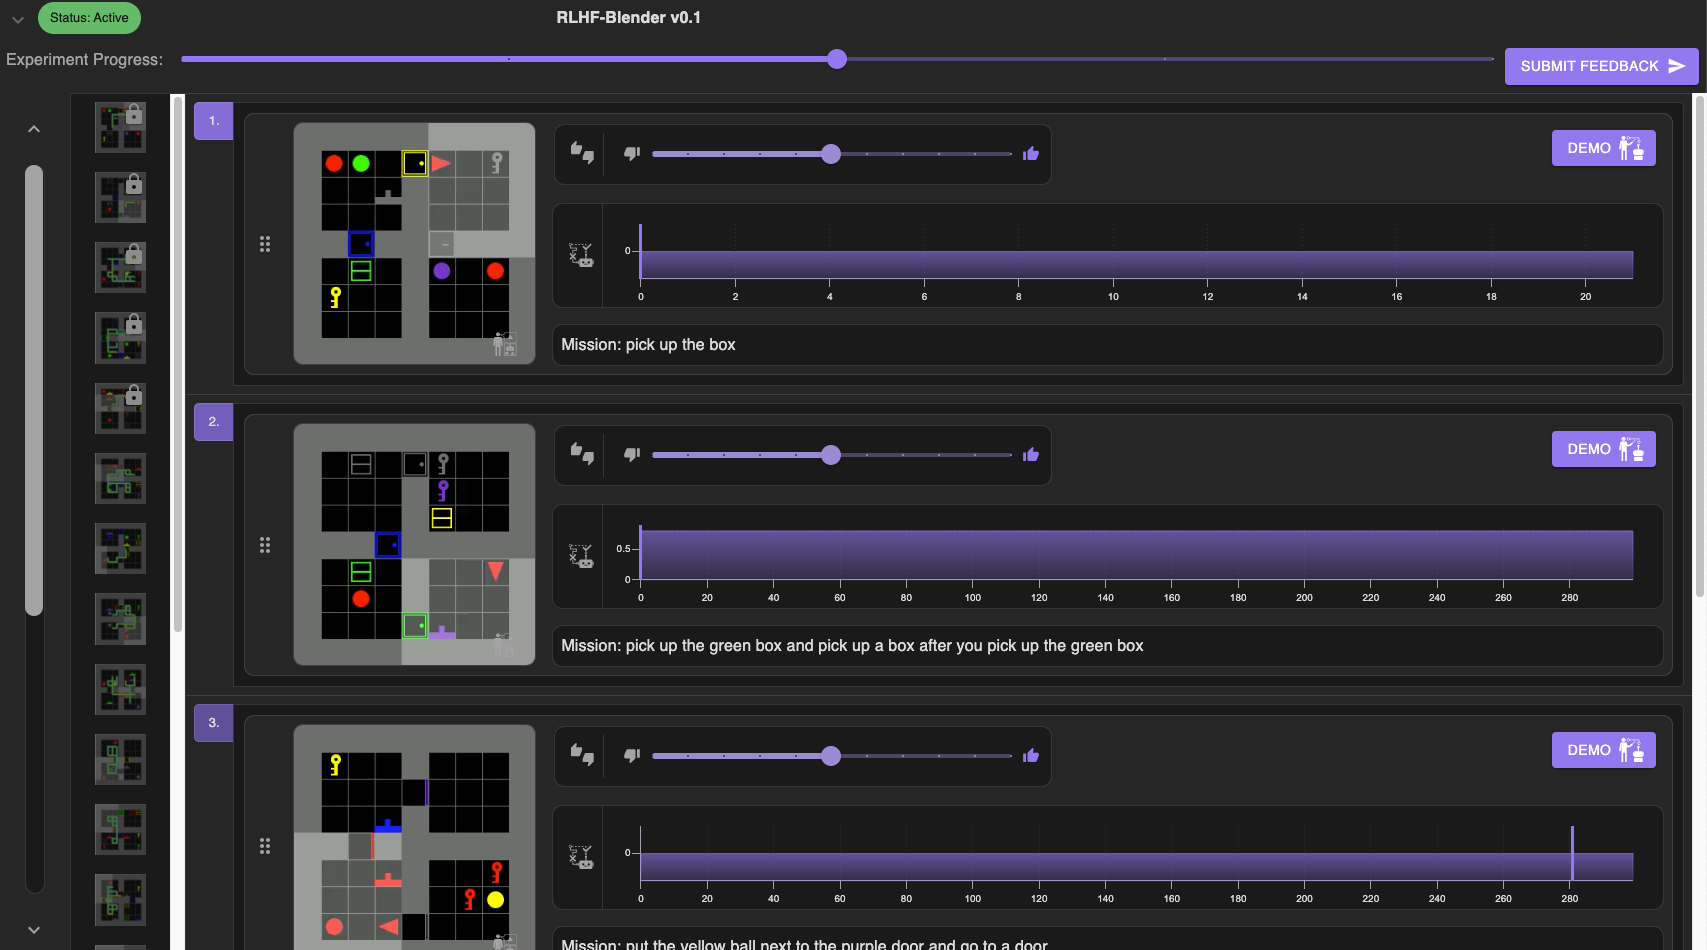 Status: Active
RLHF-Blender v0.1
Experiment Progress:
SUBMIT FEEDBACK
1.
DEMO
0
0 2 4 6 8 10 12 14 16 18 20
Mission: pick up the box
2.
DEMO
0.5
0
0 20 40 60 80 100 120 140 160 180 200 220 240 260 280
Mission: pick up the green box and pick up a box after you pick up the green box
3.
DEMO
0
0 20 40 60 80 100 120 140 160 180 200 220 240 260 280
Mission: put the yellow ball next to the purple door and go to a door